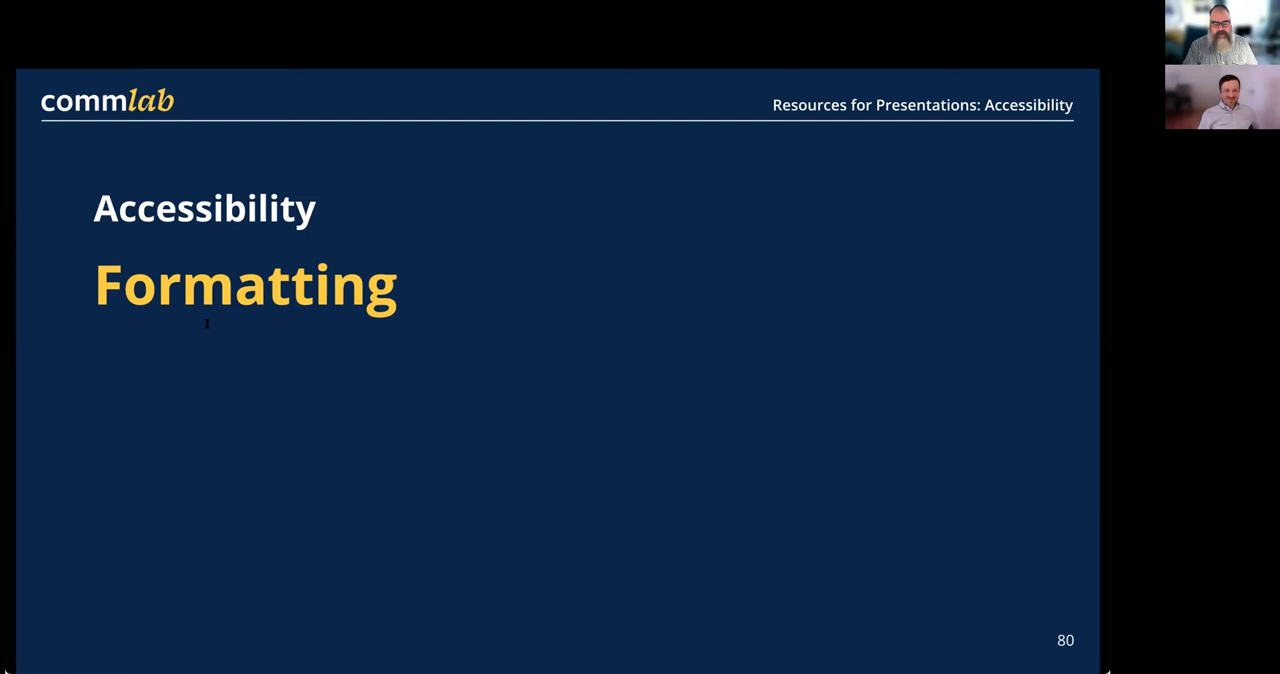 commlab
Resources for Presentations: Accessibility
Accessibility
Formatting
80